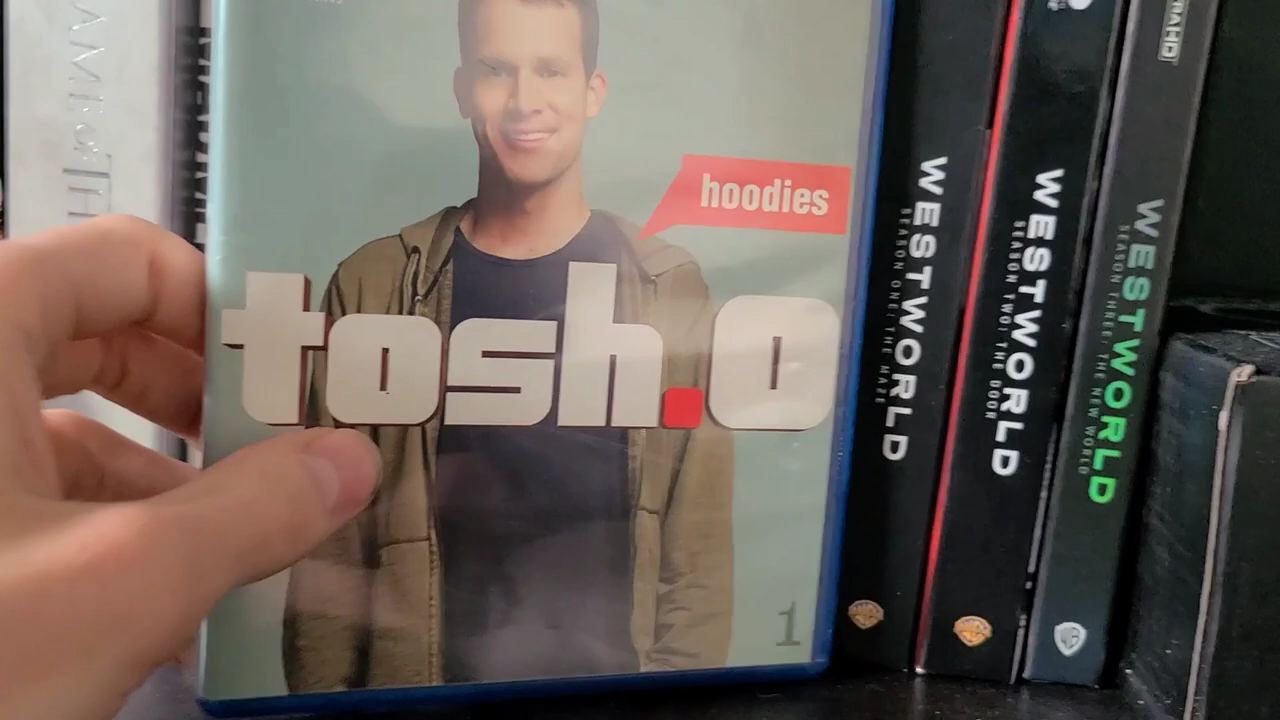 hoodies
tosh.o
1
WESTWORLD
SEASON ONE: THE MAZE
WESTWORLD
SEASON TWO: THE DOOR
WESTWORLD
SEASON THREE: THE NEW WORLD